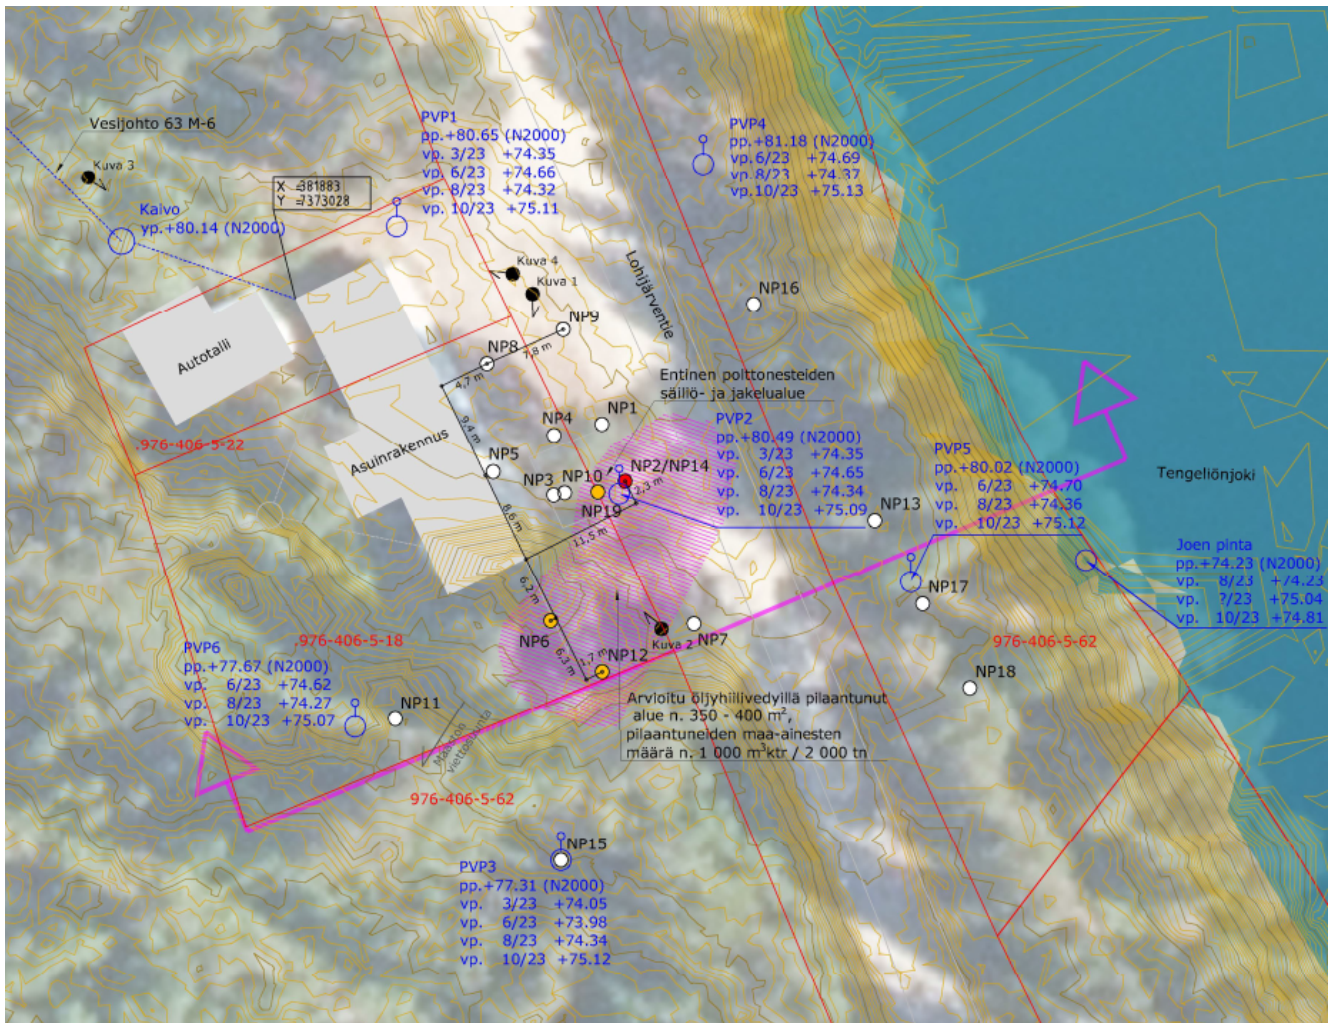 Vesijohto 63 M-6
Kuva 3
Kaivo
yp.+80.14 (N2000)
X =381883
Y =7373028
PVP1
pp.+80.65 (N2000)
vp. 3/23 +74.35
vp. 6/23 +74.66
vp. 8/23 +74.32
vp. 10/23 +75.11
PVP4
pp.+81.18 (N2000)
vp.6/23 +74.69
vp.8/23 +74.37
vp.10/23 +75.13
Kuva 4
Kuva 1
Lohijärventie
NP16
NP9
NP8
7,8 m
4,7 m
Autotalli
Entinen polttonesteiden
säiliö- ja jakelualue
NP1
NP4
9,4 m
.976-406-5-22
Asuinrakennus
NP5
NP3
NP10
NP2/NP14
2,3 m
NP19
11,5 m
8,6 m
PVP2
pp.+80.49 (N2000)
vp. 3/23 +74.35
vp. 6/23 +74.65
vp. 8/23 +74.34
vp. 10/23 +75.09
PVP5
pp.+80.02 (N2000)
vp. 6/23 +74.70
vp. 8/23 +74.36
vp. 10/23 +75.12
Tengeliönjoki
NP13
Joen pinta
pp.+74.23 (N2000)
vp. 8/23 +74.23
vp. ?/23 +75.04
vp. 10/23 +74.81
NP17
6,2 m
NP6
.976-406-5-18
Kuva 2
NP7
976-406-5-62
PVP6
pp.+77.67 (N2000)
vp. 6/23 +74.62
vp. 8/23 +74.27
vp. 10/23 +75.07
6,3 m
1,7 m
NP12
NP18
NP11
Maaston
viettosuunta
Arvioitu öljyhiilivedyillä pilaantunut
alue n. 350 - 400 m²,
pilaantuneiden maa-ainesten
määrä n. 1 000 m³ktr / 2 000 tn
976-406-5-62
NP15
PVP3
pp.+77.31 (N2000)
vp. 3/23 +74.05
vp. 6/23 +73.98
vp. 8/23 +74.34
vp. 10/23 +75.12